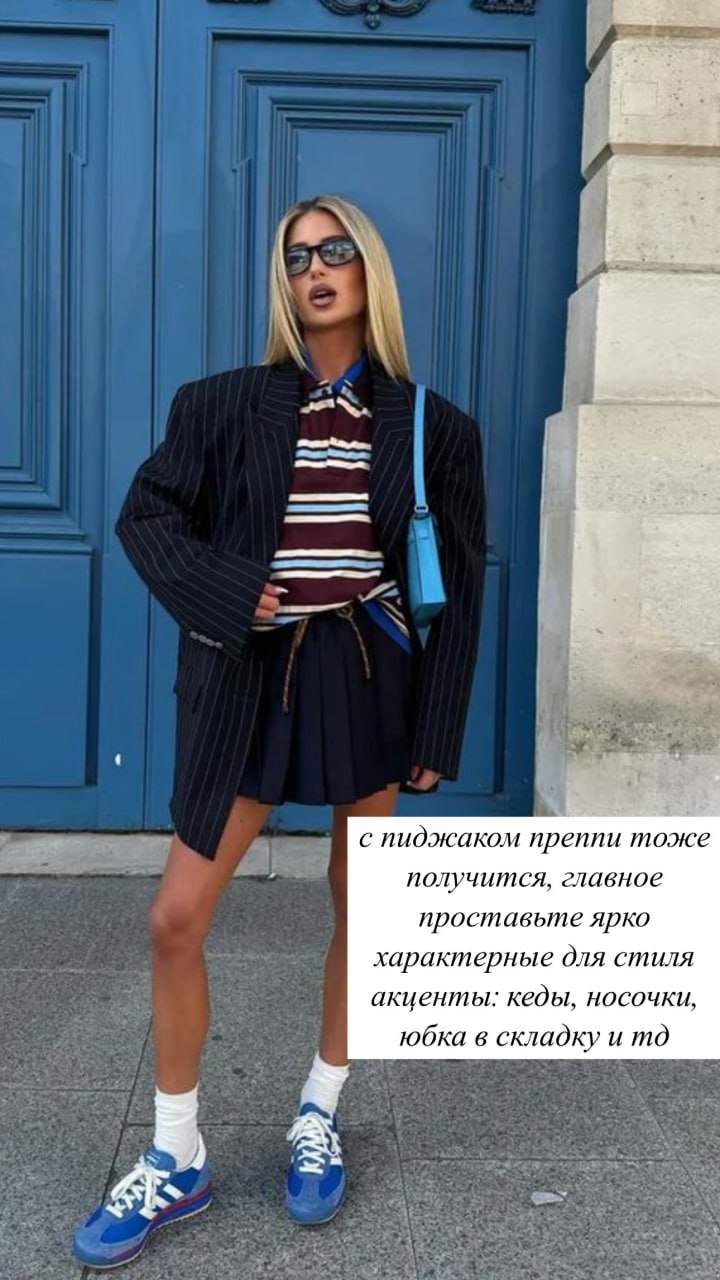 с пиджаком преппи тоже
получится, главное
проставьте ярко
характерные для стиля
акценты: кеды, носочки,
юбка в складку и тд